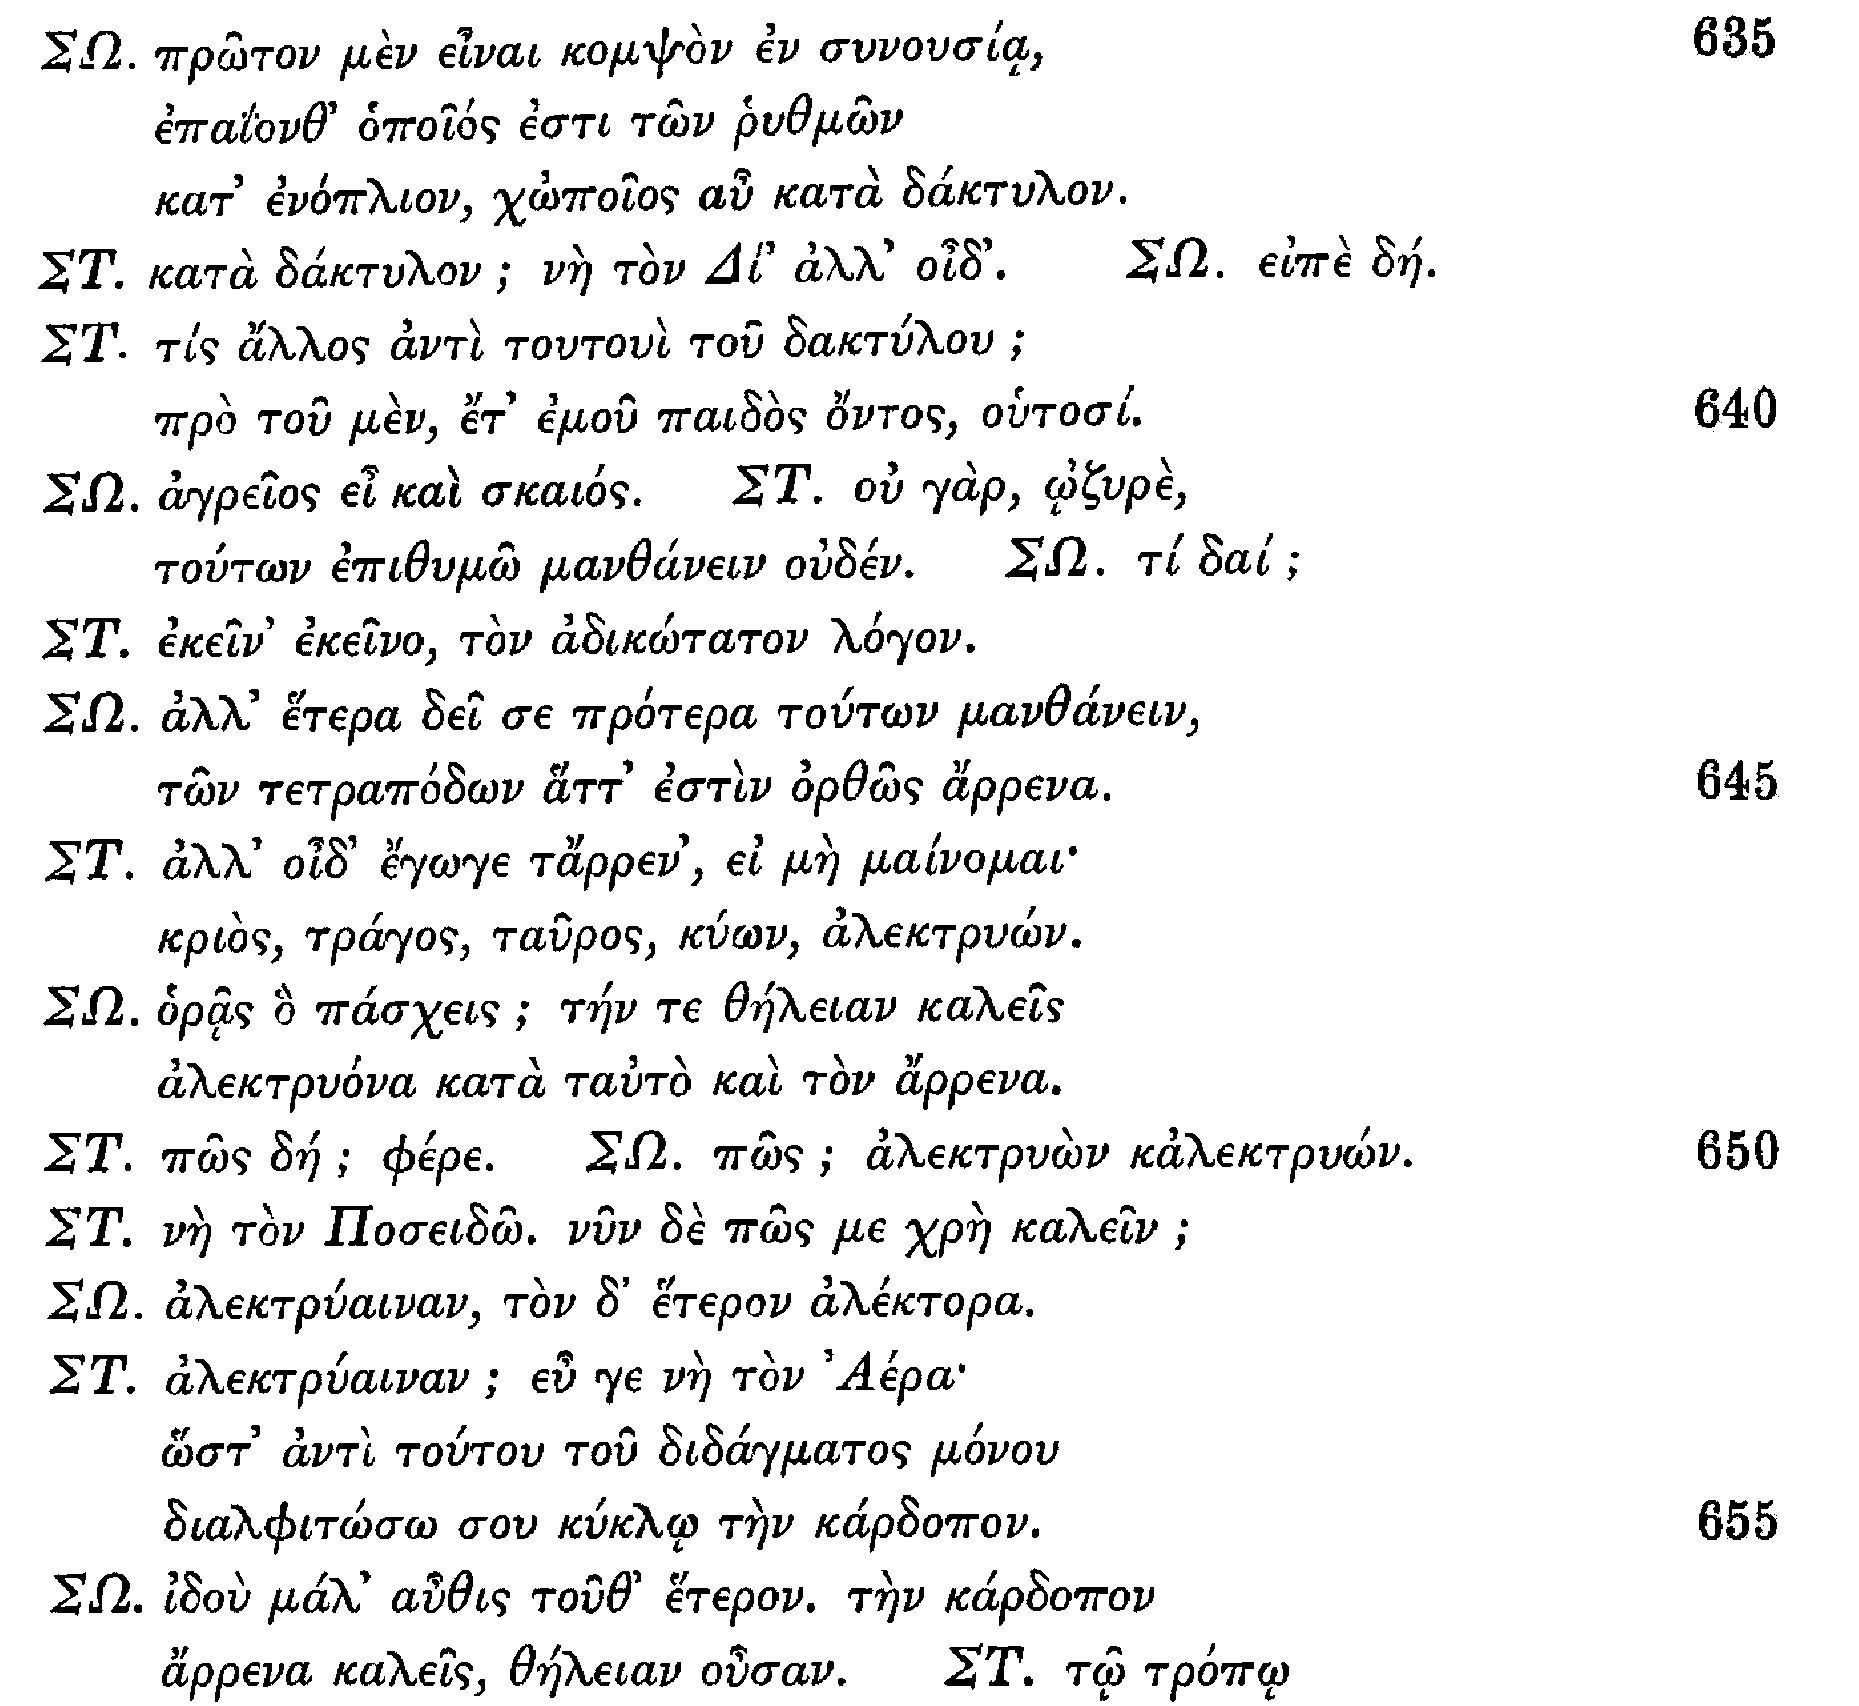 ΣΩ. πρῶτον μὲν εἶναι κομψὸν ἐν συνουσίᾳ, 635
ἐπαΐονθ’ ὁποῖός ἐστι τῶν ῥυθμῶν
κατ’ ἐνόπλιον, χὠποῖος αὖ κατὰ δάκτυλον.
ΣΤ. κατὰ δάκτυλον ; νὴ τὸν Δί’ ἀλλ’ οἶδ’. ΣΩ. εἰπὲ δή.
ΣΤ. τίς ἄλλος ἀντὶ τουτουὶ τοῦ δακτύλου ;
πρὸ τοῦ μὲν, ἔτ’ ἐμοῦ παιδὸς ὄντος, οὑτοσί. 640
ΣΩ. ἀγρεῖος εἶ καὶ σκαιός. ΣΤ. οὐ γὰρ, ᾠζυρὲ,
τούτων ἐπιθυμῶ μανθάνειν οὐδέν. ΣΩ. τί δαί ;
ΣΤ. ἐκεῖν’ ἐκεῖνο, τὸν ἀδικώτατον λόγον.
ΣΩ. ἀλλ’ ἕτερα δεῖ σε πρότερα τούτων μανθάνειν,
τῶν τετραπόδων ἅττ’ ἐστὶν ὀρθῶς ἄρρενα. 645
ΣΤ. ἀλλ’ οἶδ’ ἔγωγε τἄρρεν’, εἰ μὴ μαίνομαι·
κριὸς, τράγος, ταῦρος, κύων, ἀλεκτρυών.
ΣΩ. ὁρᾷς ὃ πάσχεις ; τήν τε θήλειαν καλεῖς
ἀλεκτρυόνα κατὰ ταὐτὸ καὶ τὸν ἄρρενα.
ΣΤ. πῶς δή ; φέρε. ΣΩ. πῶς ; ἀλεκτρυὼν κἀλεκτρυών. 650
ΣΤ. νὴ τὸν Ποσειδῶ. νῦν δὲ πῶς με χρὴ καλεῖν ;
ΣΩ. ἀλεκτρύαιναν, τὸν δ’ ἕτερον ἀλέκτορα.
ΣΤ. ἀλεκτρύαιναν ; εὖ γε νὴ τὸν Ἀέρα·
ὥστ’ ἀντὶ τούτου τοῦ διδάγματος μόνου
διαλφιτώσω σου κύκλῳ τὴν κάρδοπον. 655
ΣΩ. ἰδοὺ μάλ’ αὖθις τοῦθ’ ἕτερον. τὴν κάρδοπον
ἄρρενα καλεῖς, θήλειαν οὖσαν. ΣΤ. τῷ τρόπῳ